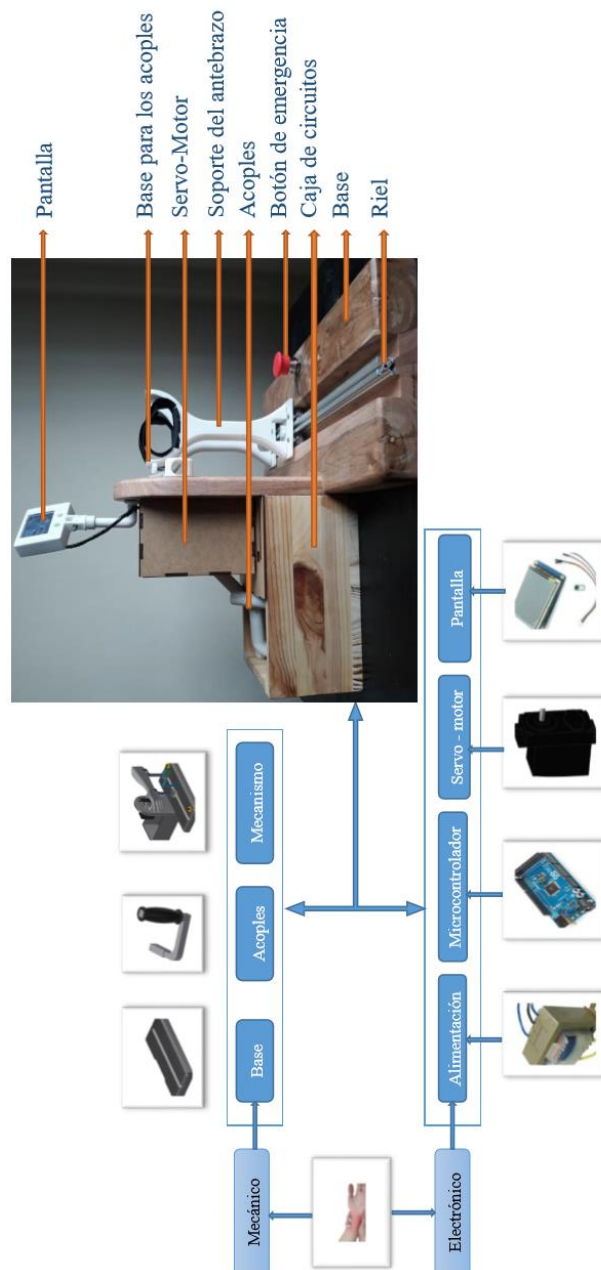 Mecánico
Base
Acoples
Mecanismo
Electrónico
Alimentación
Microcontrolador
Servo - motor
Pantalla
Pantalla
Base para los acoples
Servo-Motor
Soporte del antebrazo
Acoples
Botón de emergencia
Caja de circuitos
Base
Riel